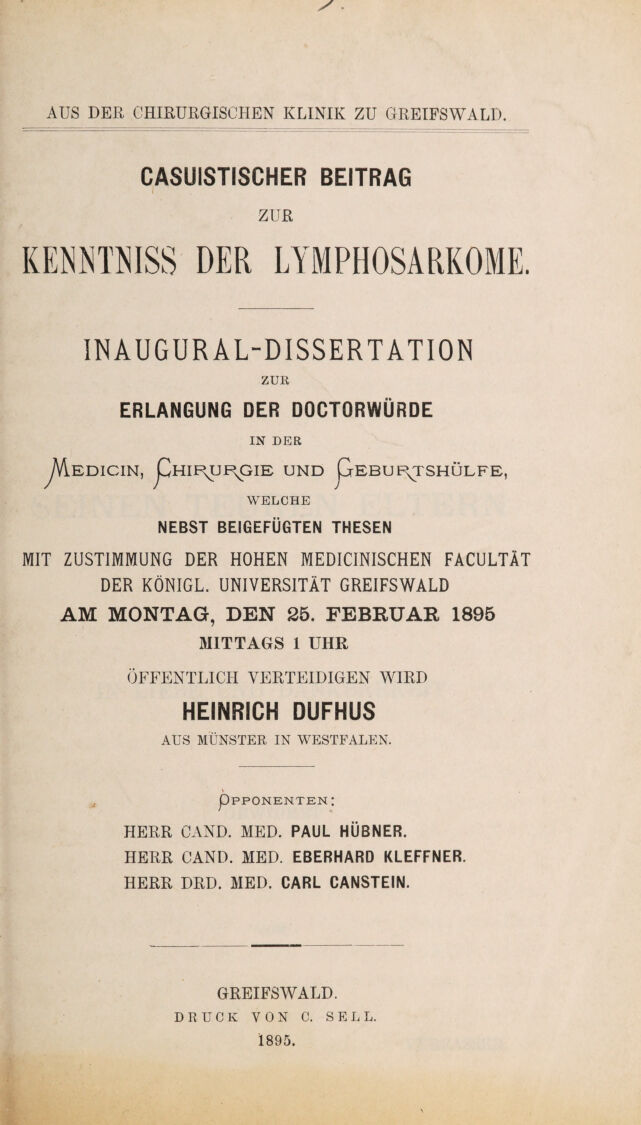 AUS DER CHIRURGISCHEN KLINIK ZU GREIFSWALD.
CASUISTISCHER BEITRAG
ZUR
KENNTNISS DER LYMPHOSARKOME.
INAUGURAL-DISSERTATION
ZUR
ERLANGUNG DER DOCTORWÜRDE
IN DER
MEDICIN, CHIRURGIE UND GEBURTSHÜLFE,
WELCHE
NEBST BEIGEFÜGTEN THESEN
MIT ZUSTIMMUNG DER HOHEN MEDICINISCHEN FACULTÄT
DER KÖNIGL. UNIVERSITÄT GREIFSWALD
AM MONTAG, DEN 25. FEBRUAR 1895
MITTAGS 1 UHR
ÖFFENTLICH VERTEIDIGEN WIRD
HEINRICH DUFHUS
AUS MÜNSTER IN WESTFALEN.
OPPONENTEN:
HERR CAND. MED. PAUL HÜBNER.
HERR CAND. MED. EBERHARD KLEFFNER.
HERR DRD. MED. CARL CANSTEIN.
GREIFSWALD.
DRUCK VON C. SELL.
1895.